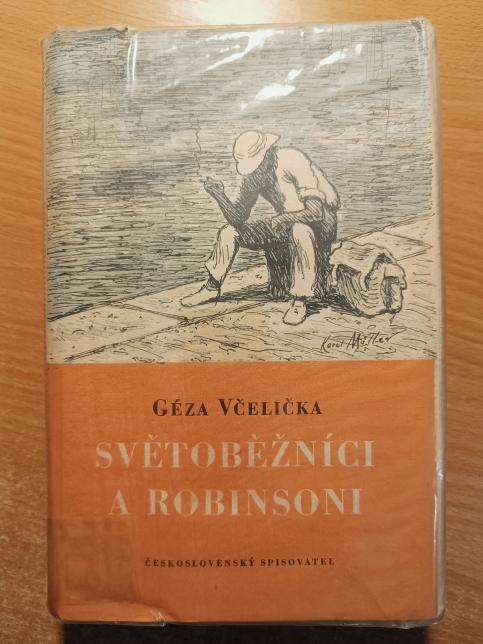 Karel Müller
GÉZA VČELIČKA
SVĚTOBĚŽNÍCI
A ROBINSONI
ČESKOSLOVENSKÝ SPISOVATEL